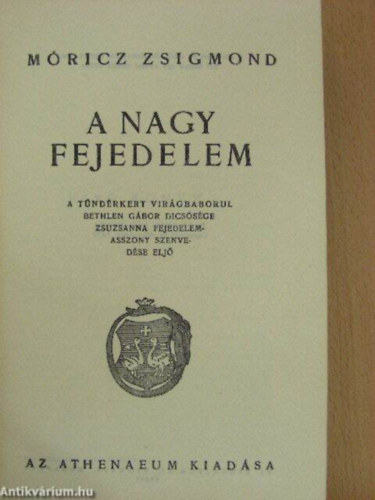 MÓRICZ ZSIGMOND
A NAGY
FEJEDELEM
A TÜNDÉRKERT VIRÁGBABORUL
BETHLEN GÁBOR DICSŐSÉGE
ZSUZSANNA FEJEDELEM-
ASSZONY SZENVE-
DÉSE ELJŐ
AZ ATHENAEUM KIADÁSA
Antikvárium.hu